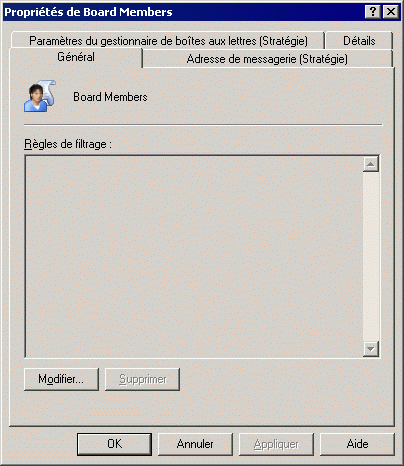 Propriétés de Board Members
Paramètres du gestionnaire de boîtes aux lettres (Stratégie) Détails
Général Adresse de messagerie (Stratégie)
Board Members
Règles de filtrage :
Modifier... Supprimer
OK Annuler Appliquer Aide